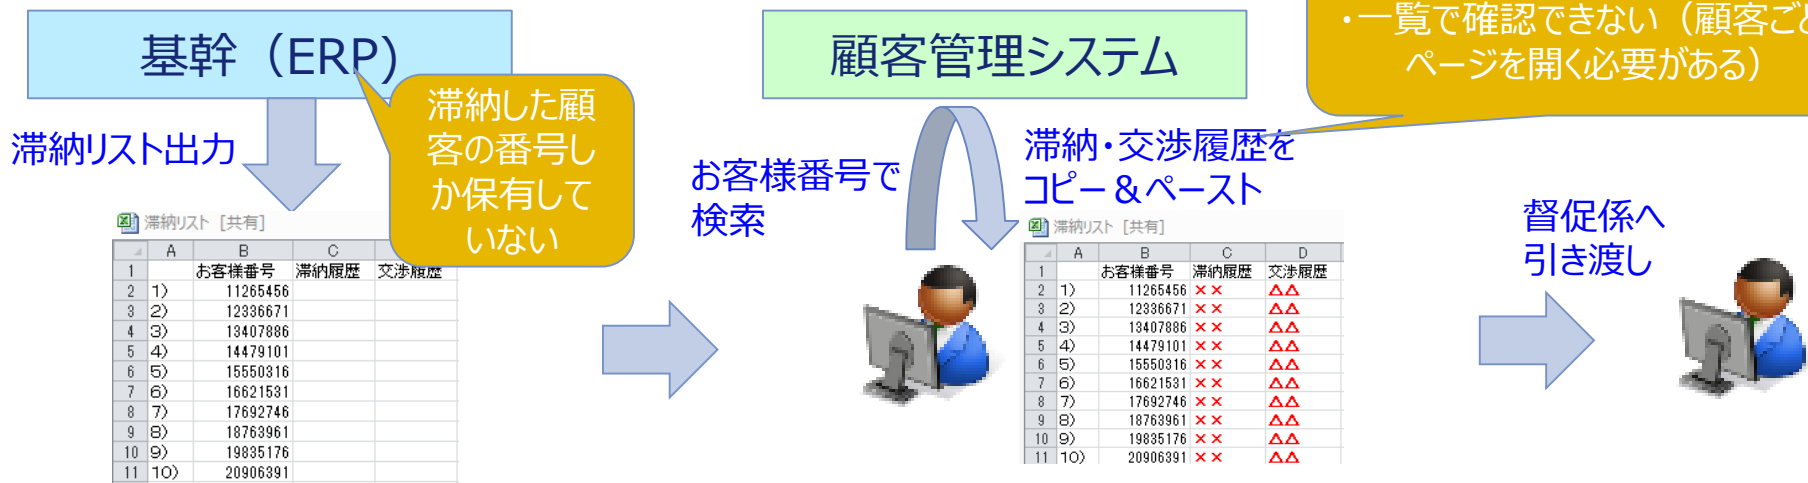 基幹（ERP）
滞納した顧
客の番号し
か保有して
いない
滞納リスト出力
滞納リスト [共有]
A B C
1 お客様番号 滞納履歴 交渉履歴
2 1) 11265456
3 2) 12336671
4 3) 13407886
5 4) 14479101
6 5) 15550316
7 6) 16621531
8 7) 17692746
9 8) 18763961
10 9) 19835176
11 10) 20906391
顧客管理システム
・一覧で確認できない（顧客ごと
ページを開く必要がある）
お客様番号で
検索
滞納・交渉履歴を
コピー＆ペースト
滞納リスト [共有]
A B C D
1 お客様番号 滞納履歴 交渉履歴
2 1) 11265456 ×× △△
3 2) 12336671 ×× △△
4 3) 13407886 ×× △△
5 4) 14479101 ×× △△
6 5) 15550316 ×× △△
7 6) 16621531 ×× △△
8 7) 17692746 ×× △△
9 8) 18763961 ×× △△
10 9) 19835176 ×× △△
11 10) 20906391 ×× △△
督促係へ
引き渡し